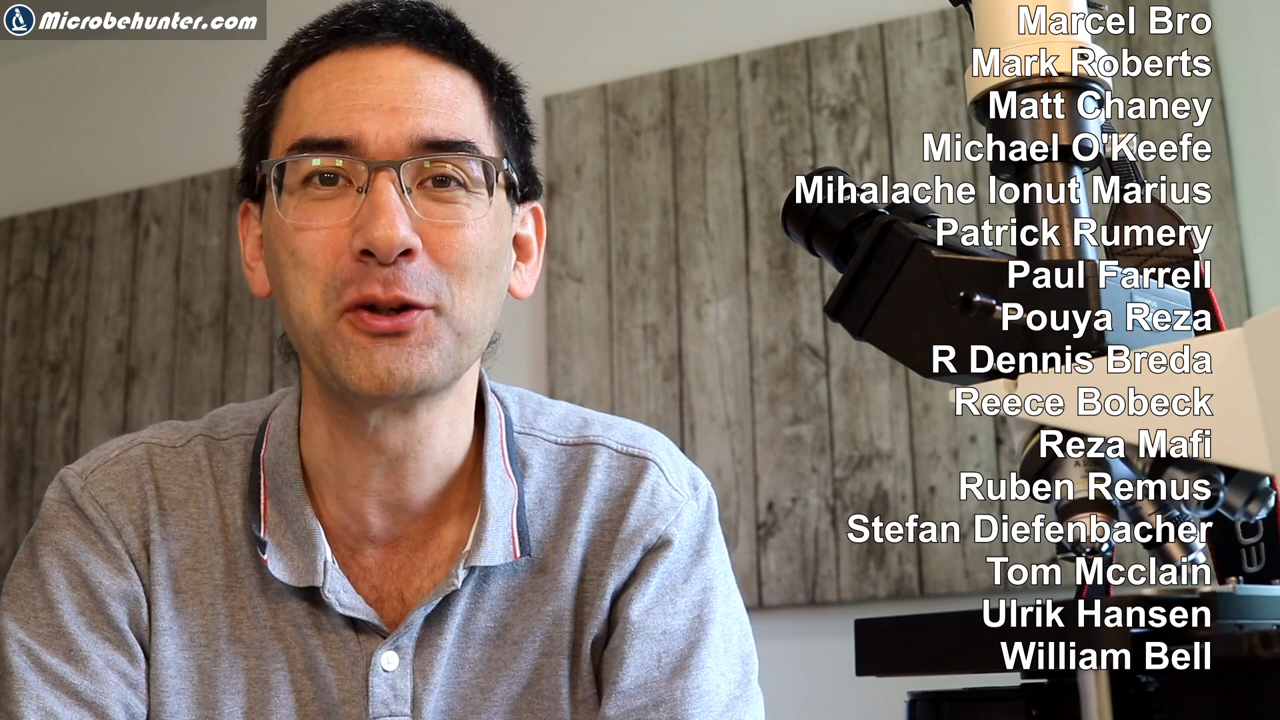 Microbehunter.com
Marcel Bro
Mark Roberts
Matt Chaney
Michael O'Keefe
Mihalache Ionut Marius
Patrick Rumery
Paul Farrell
Pouya Reza
R Dennis Breda
Reece Bobeck
Reza Mafi
Ruben Remus
Stefan Diefenbacher
Tom Mcclain
Ulrik Hansen
William Bell